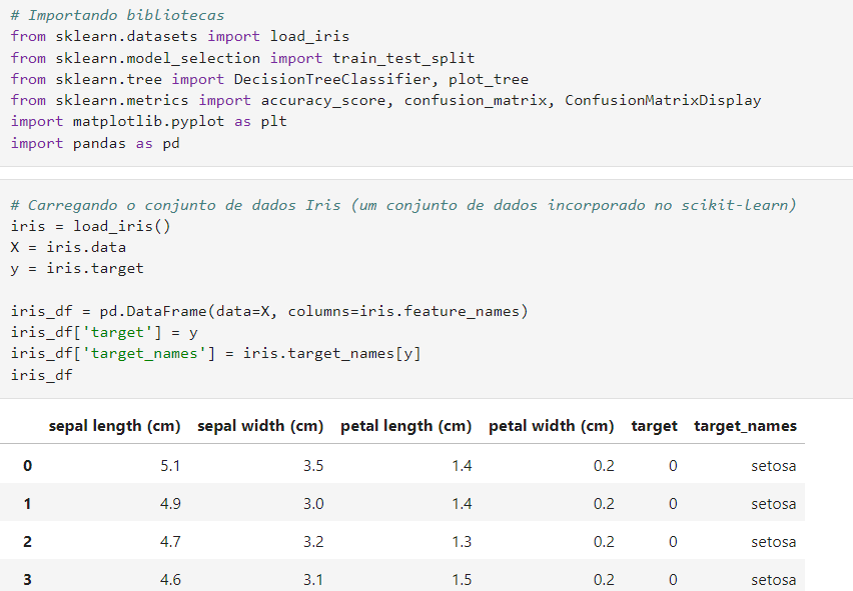 # Importando bibliotecas
from sklearn.datasets import load_iris
from sklearn.model_selection import train_test_split
from sklearn.tree import DecisionTreeClassifier, plot_tree
from sklearn.metrics import accuracy_score, confusion_matrix, ConfusionMatrixDisplay
import matplotlib.pyplot as plt
import pandas as pd
# Carregando o conjunto de dados Iris (um conjunto de dados incorporado no scikit-learn)
iris = load_iris()
X = iris.data
y = iris.target
iris_df = pd.DataFrame(data=X, columns=iris.feature_names)
iris_df['target'] = y
iris_df['target_names'] = iris.target_names[y]
iris_df
sepal length (cm) sepal width (cm) petal length (cm) petal width (cm) target target_names
0 5.1 3.5 1.4 0.2 0 setosa
1 4.9 3.0 1.4 0.2 0 setosa
2 4.7 3.2 1.3 0.2 0 setosa
3 4.6 3.1 1.5 0.2 0 setosa